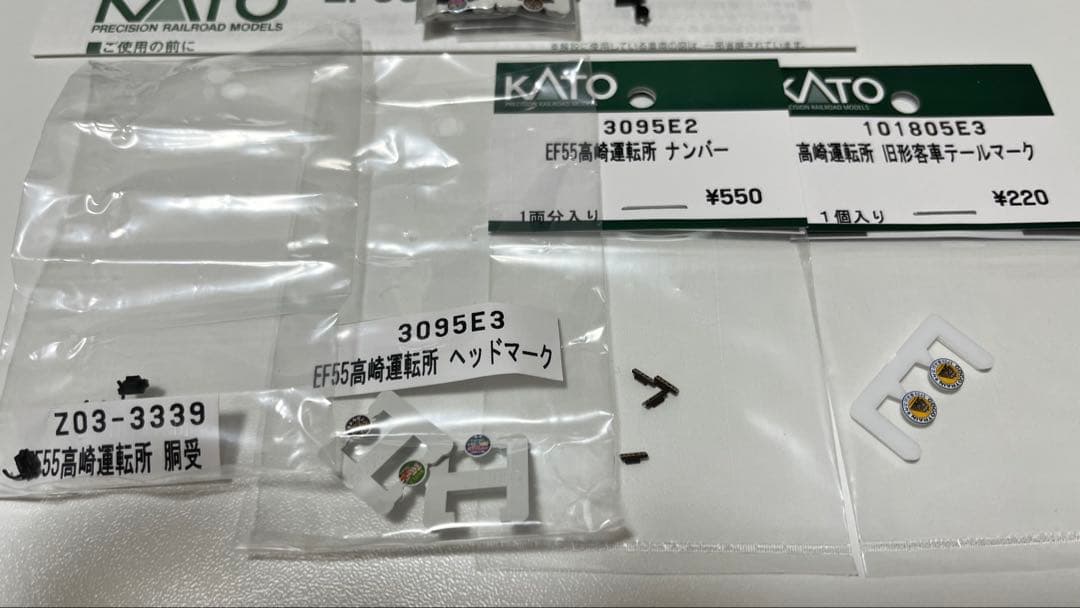 KATO
PRECISION RAILROAD MODELS
■ご使用の前に
KATO
PRECISION RAILROAD MODELS
3095E2
EF55高崎運転所 ナンバー
¥550
1両分入り
KATO
PRECISION RAILROAD MODELS
101805E3
高崎運転所 旧形客車テールマーク
¥220
1個入り
3095E3
EF55高崎運転所 ヘッドマーク
Z03-3339
55高崎運転所 胴受